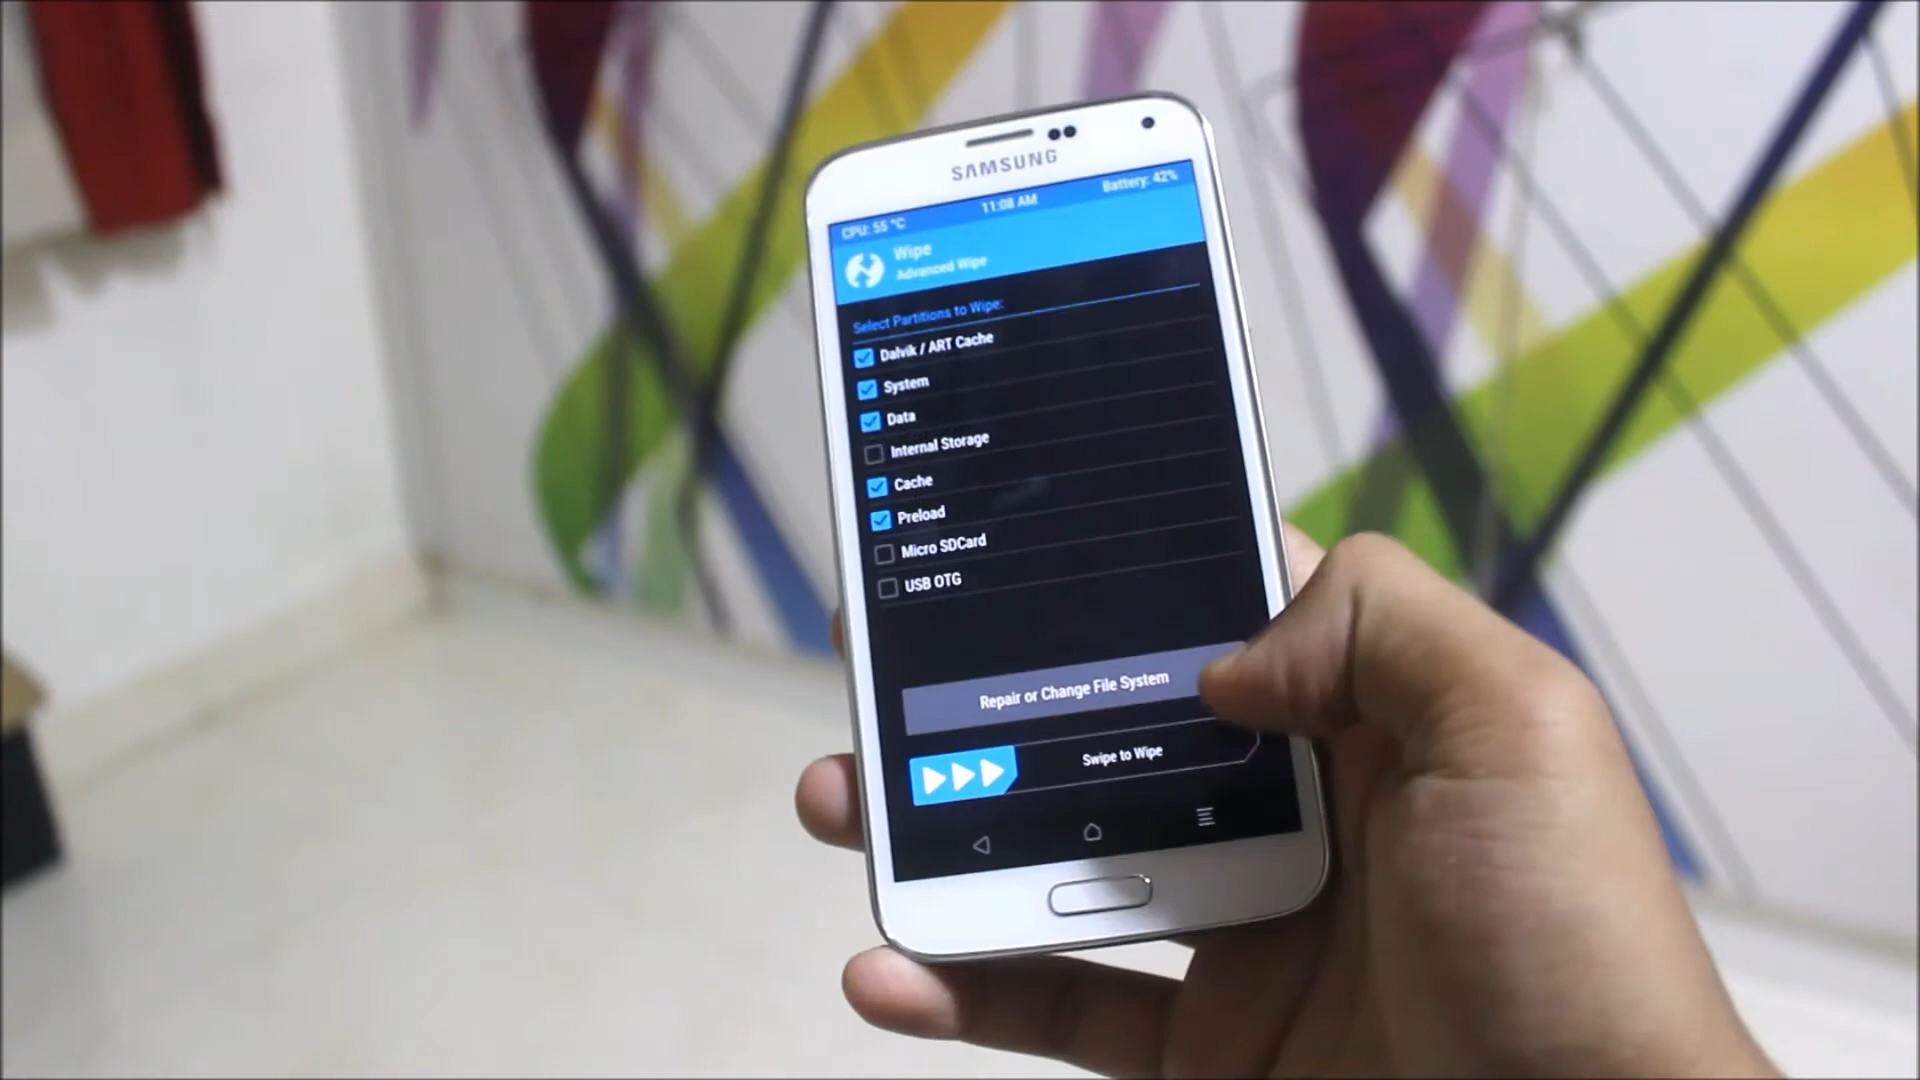 SAMSUNG
CPU: 55 °C 11:08 AM Battery: 42%
Wipe
Advanced Wipe
Select Partitions to Wipe:
Dalvik / ART Cache
System
Data
Internal Storage
Cache
Preload
Micro SDCard
USB OTG
Repair or Change File System
Swipe to Wipe